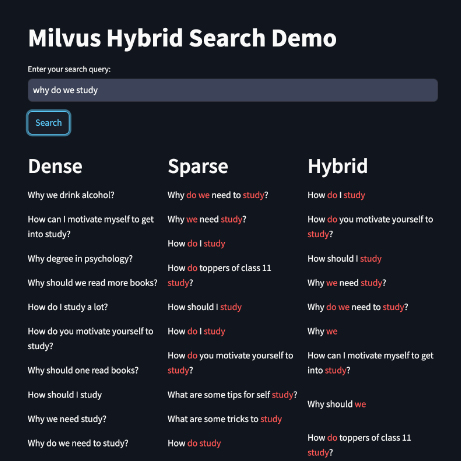 Milvus Hybrid Search Demo
Enter your search query:
why do we study
Search
Dense
Why we drink alcohol?
How can I motivate myself to get
into study?
Why degree in psychology?
Why should we read more books?
How do I study a lot?
How do you motivate yourself to
study?
Why should one read books?
How should I study
Why we need study?
Why do we need to study?
Sparse
Why do we need to study?
Why we need study?
How do I study
How do toppers of class 11
study?
How should I study
How do I study
How do you motivate yourself to
study?
What are some tips for self study?
What are some tricks to study
How do study
Hybrid
How do I study
How do you motivate yourself to
study?
How should I study
Why we need study?
Why do we need to study?
Why we
How can I motivate myself to get
into study?
Why should we
How do toppers of class 11
study?